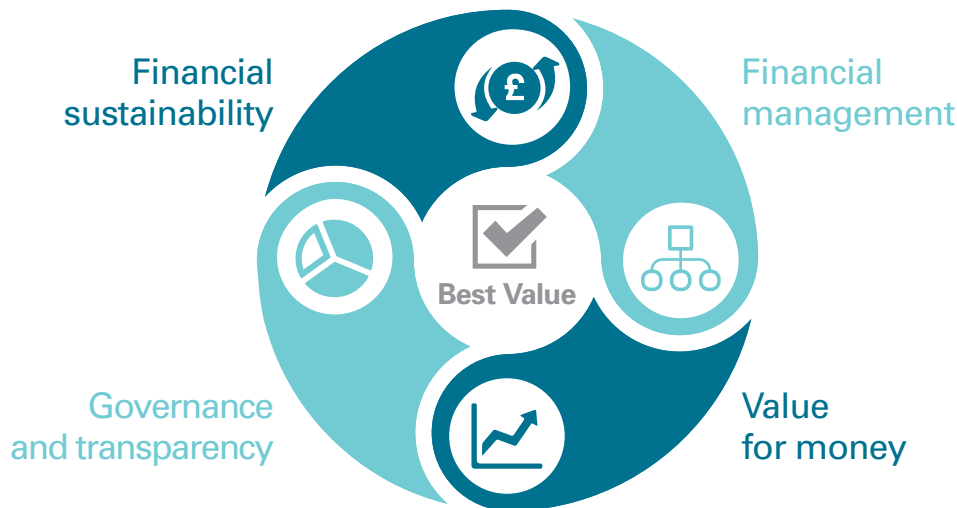 Financial
sustainability
£
Financial
management
Best Value
Governance
and transparency
Value
for money